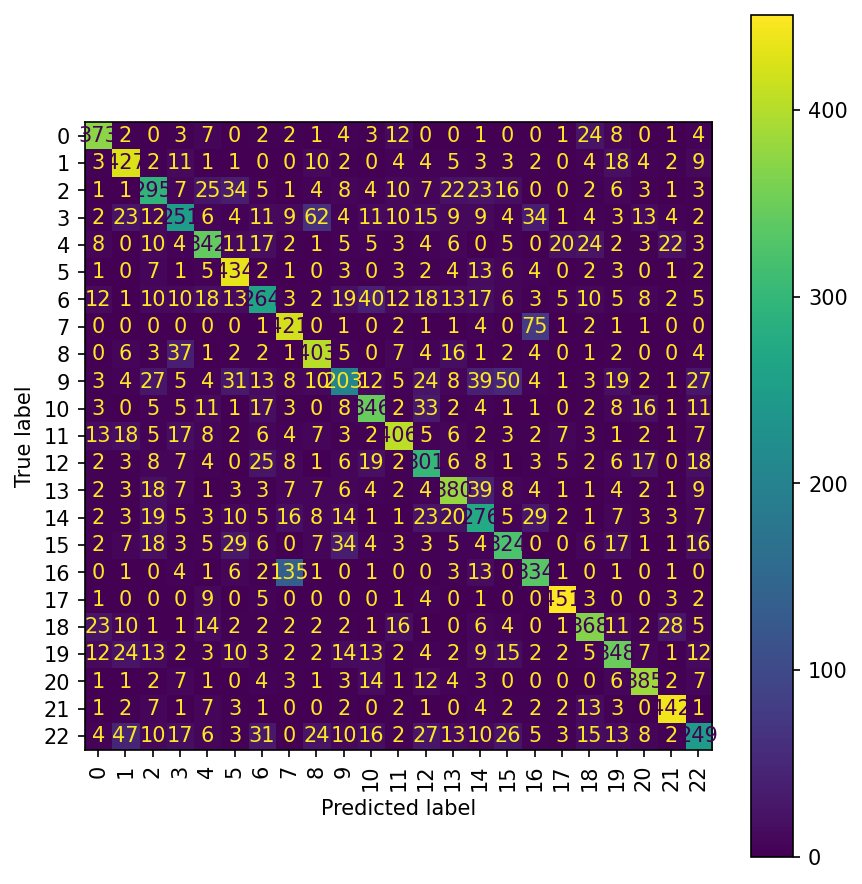 0 373 2 0 3 7 0 2 2 1 4 3 12 0 0 1 0 0 1 24 8 0 1 4
1 3 427 2 11 1 1 0 0 10 2 0 4 4 5 3 3 2 0 4 18 4 2 9
2 1 1 295 7 25 34 5 1 4 8 4 10 7 22 23 16 0 0 2 6 3 1 3
3 2 23 12 251 6 4 11 9 62 4 11 10 15 9 9 4 34 1 4 3 13 4 2
4 8 0 10 4 342 11 17 2 1 5 5 3 4 6 0 5 0 20 24 2 3 22 3
5 1 0 7 1 5 434 2 1 0 3 0 3 2 4 13 6 4 0 2 3 0 1 2
6 12 1 10 10 18 13 264 3 2 19 40 12 18 13 17 6 3 5 10 5 8 2 5
7 0 0 0 0 0 0 1 421 0 1 0 2 1 1 4 0 75 1 2 1 1 0 0
8 0 6 3 37 1 2 2 1 403 5 0 7 4 16 1 2 4 0 1 2 0 0 4
9 3 4 27 5 4 31 13 8 10 203 12 5 24 8 39 50 4 1 3 19 2 1 27
10 3 0 5 5 11 1 17 3 0 8 346 2 33 2 4 1 1 0 2 8 16 1 11
11 13 18 5 17 8 2 6 4 7 3 2 406 5 6 2 3 2 7 3 1 2 1 7
12 2 3 8 7 4 0 25 8 1 6 19 2 301 6 8 1 3 5 2 6 17 0 18
13 2 3 18 7 1 3 3 7 7 6 4 2 4 380 39 8 4 1 1 4 2 1 9
14 2 3 19 5 3 10 5 16 8 14 1 1 23 20 276 5 29 2 1 7 3 3 7
15 2 7 18 3 5 29 6 0 7 34 4 3 3 5 4 324 0 0 6 17 1 1 16
16 0 1 0 4 1 6 2 135 1 0 1 0 0 3 13 0 334 1 0 1 0 1 0
17 1 0 0 0 9 0 5 0 0 0 0 1 4 0 1 0 0 451 3 0 0 3 2
18 23 10 1 1 14 2 2 2 2 2 1 16 1 0 6 4 0 1 368 11 2 28 5
19 12 24 13 2 3 10 3 2 2 14 13 2 4 2 9 15 2 2 5 348 7 1 12
20 1 1 2 7 1 0 4 3 1 3 14 1 12 4 3 0 0 0 0 6 385 2 7
21 1 2 7 1 7 3 1 0 0 2 0 2 1 0 4 2 2 2 13 3 0 442 1
22 4 47 10 17 6 3 31 0 24 10 16 2 27 13 10 26 5 3 15 13 8 2 249
True label
0 1 2 3 4 5 6 7 8 9 10 11 12 13 14 15 16 17 18 19 20 21 22
Predicted label
400
300
200
100
0